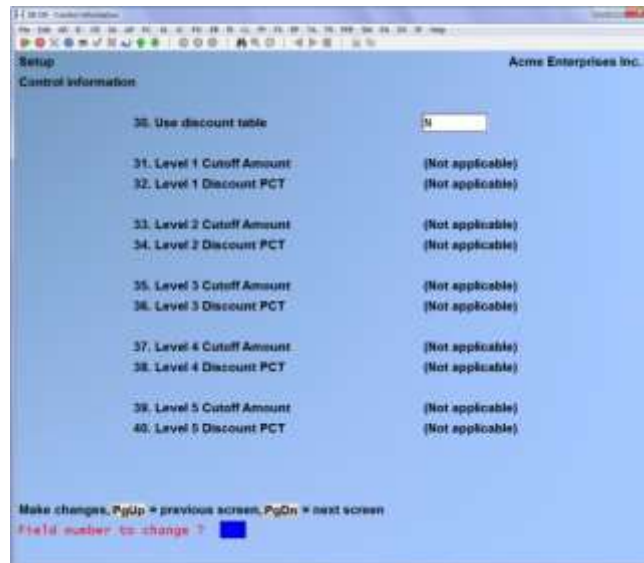 Control Information
Setup Acme Enterprises Inc.
Control information
30. Use discount table N
31. Level 1 Cutoff Amount (Not applicable)
32. Level 1 Discount PCT (Not applicable)
33. Level 2 Cutoff Amount (Not applicable)
34. Level 2 Discount PCT (Not applicable)
35. Level 3 Cutoff Amount (Not applicable)
36. Level 3 Discount PCT (Not applicable)
37. Level 4 Cutoff Amount (Not applicable)
38. Level 4 Discount PCT (Not applicable)
39. Level 5 Cutoff Amount (Not applicable)
40. Level 5 Discount PCT (Not applicable)
Make changes, PgUp = previous screen, PgDn = next screen
Field number to change ?